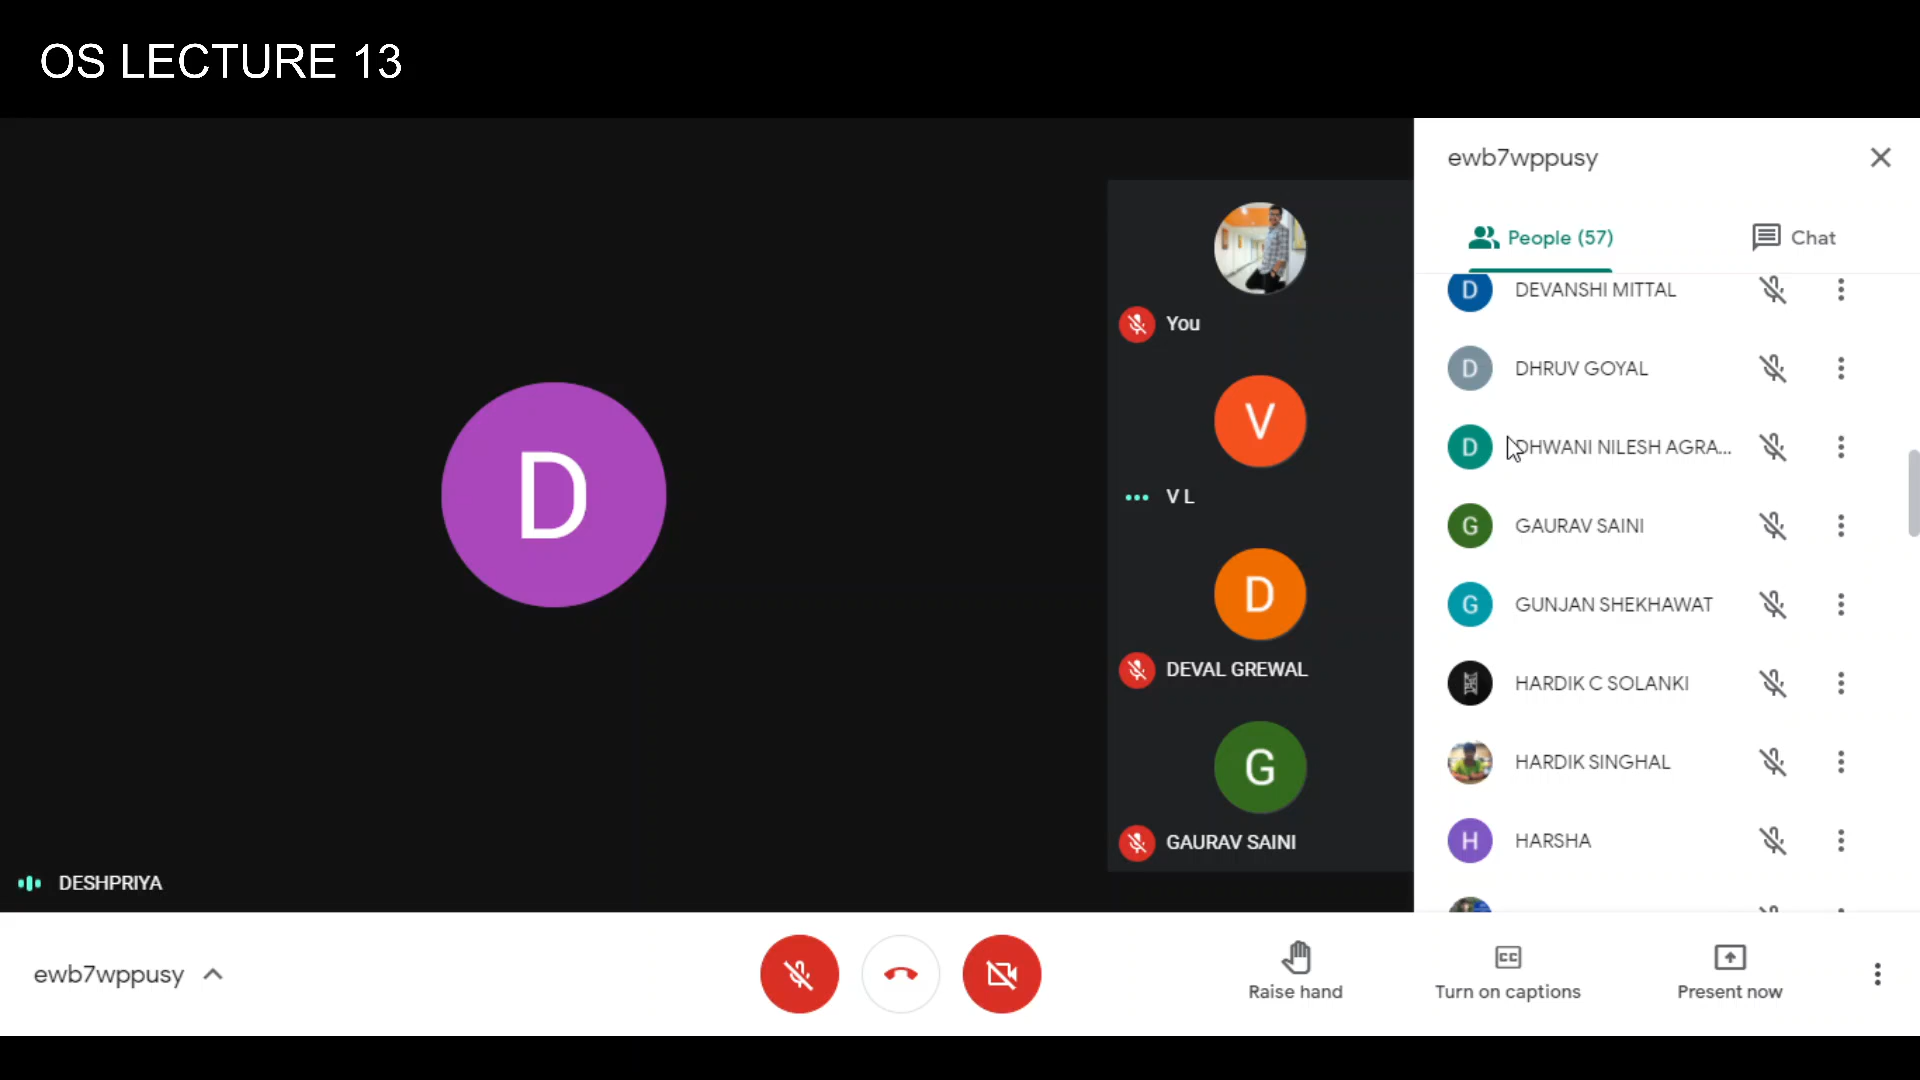 OS LECTURE 13
ewb7wppusy
People (57)
Chat
D
DEVANSHI MITTAL
D
DHRUV GOYAL
D
DHWANI NILESH AGRA...
G
GAURAV SAINI
G
GUNJAN SHEKHAWAT
HARDIK C SOLANKI
HARDIK SINGHAL
H
HARSHA
You
V
V L
D
DEVAL GREWAL
G
GAURAV SAINI
D
DESHPRIYA
ewb7wppusy
Raise hand
CC
Turn on captions
Present now